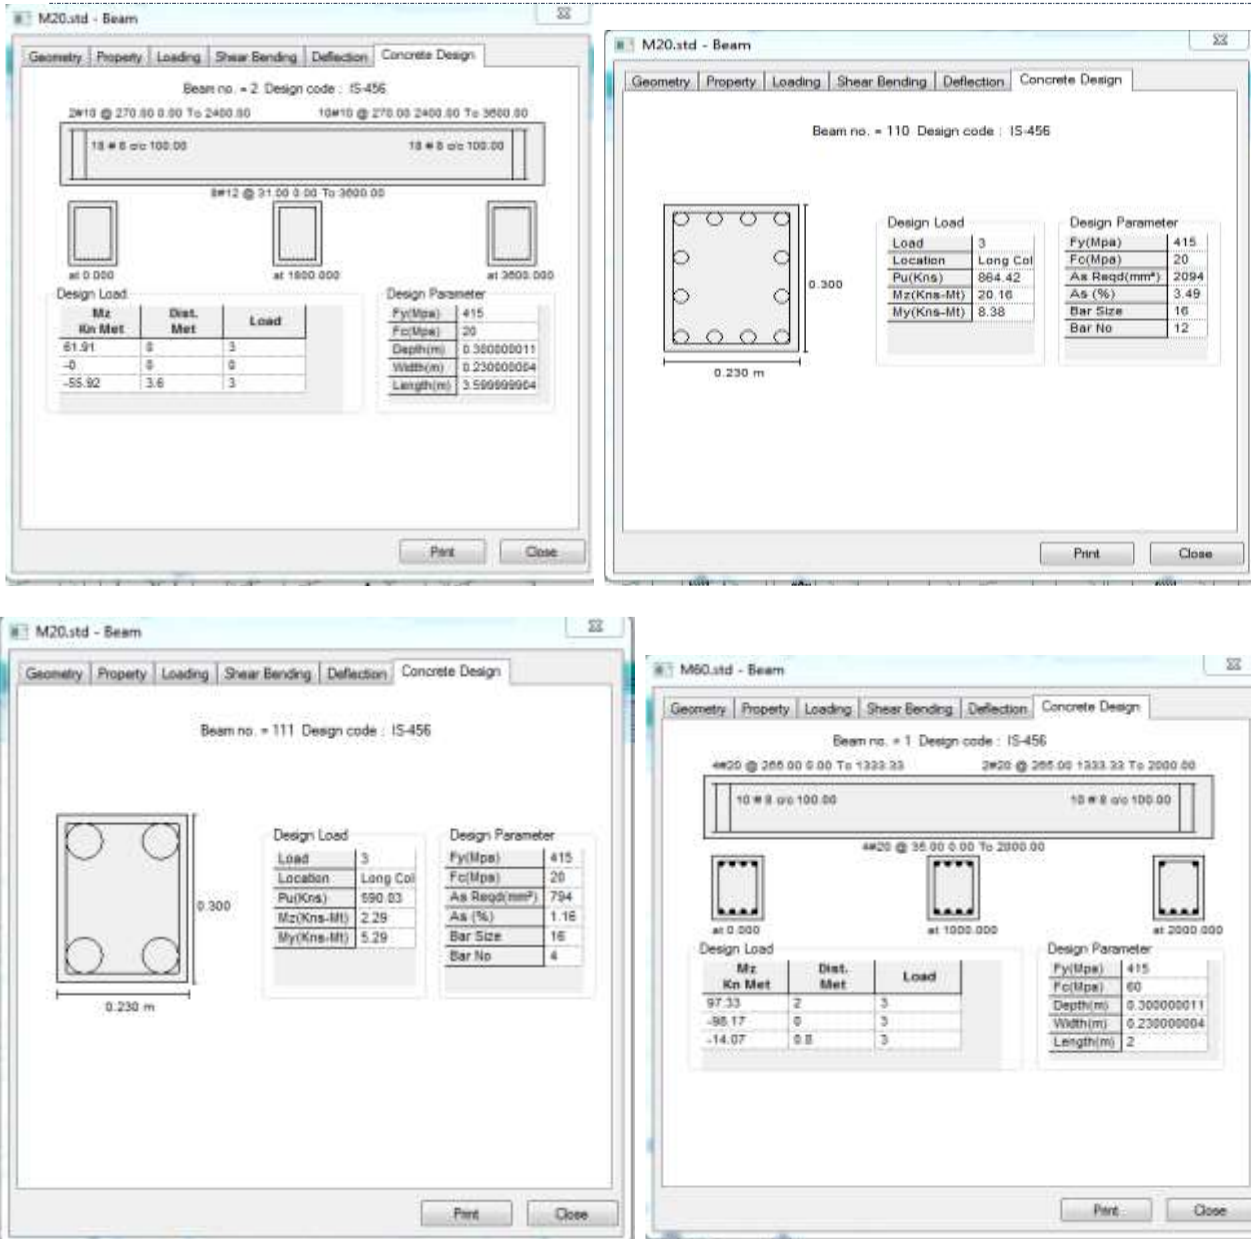 M20.std - Beam
Geometry Property Loading Shear Bending Deflection Concrete Design
Beam no. = 2 Design code : IS-456
2#10 @ 270.00 0.00 To 2400.00 10#10 @ 270.00 2400.00 To 3600.00
18 # 8 c/c 100.00 18 # 8 c/c 100.00
8#12 @ 31.00 0.00 To 3600.00
at 0.000 at 1800.000 at 3600.000
Design Load Design Parameter
Mz Kn Met Dist. Met Load
61.91 0 3
-0 0 0
-55.92 3.6 3
Fy(Mpa) 415
Fc(Mpa) 20
Depth(m) 0.300000011
Width(m) 0.230000004
Length(m) 3.599999904
Print Close
M20.std - Beam
Geometry Property Loading Shear Bending Deflection Concrete Design
Beam no. = 110 Design code : IS-456
0.300
0.230 m
Design Load
Load 3
Location Long Col
Pu(Kns) 864.42
Mz(Kns-Mt) 20.16
My(Kns-Mt) 8.38
Design Parameter
Fy(Mpa) 415
Fc(Mpa) 20
As Reqd(mm²) 2094
As (%) 3.49
Bar Size 16
Bar No 12
Print Close
M20.std - Beam
Geometry Property Loading Shear Bending Deflection Concrete Design
Beam no. = 111 Design code : IS-456
0.300
0.230 m
Design Load
Load 3
Location Long Col
Pu(Kns) 590.03
Mz(Kns-Mt) 2.29
My(Kns-Mt) 5.29
Design Parameter
Fy(Mpa) 415
Fc(Mpa) 20
As Reqd(mm²) 794
As (%) 1.16
Bar Size 16
Bar No 4
Print Close
M60.std - Beam
Geometry Property Loading Shear Bending Deflection Concrete Design
Beam no. = 1 Design code : IS-456
4#20 @ 265.00 0.00 To 1333.33 2#20 @ 265.00 1333.33 To 2000.00
10 # 8 c/c 100.00 10 # 8 c/c 100.00
4#20 @ 35.00 0.00 To 2000.00
at 0.000 at 1000.000 at 2000.000
Design Load Design Parameter
Mz Kn Met Dist. Met Load
97.33 2 3
-98.17 0 3
-14.07 0.8 3
Fy(Mpa) 415
Fc(Mpa) 60
Depth(m) 0.300000011
Width(m) 0.230000004
Length(m) 2
Print Close